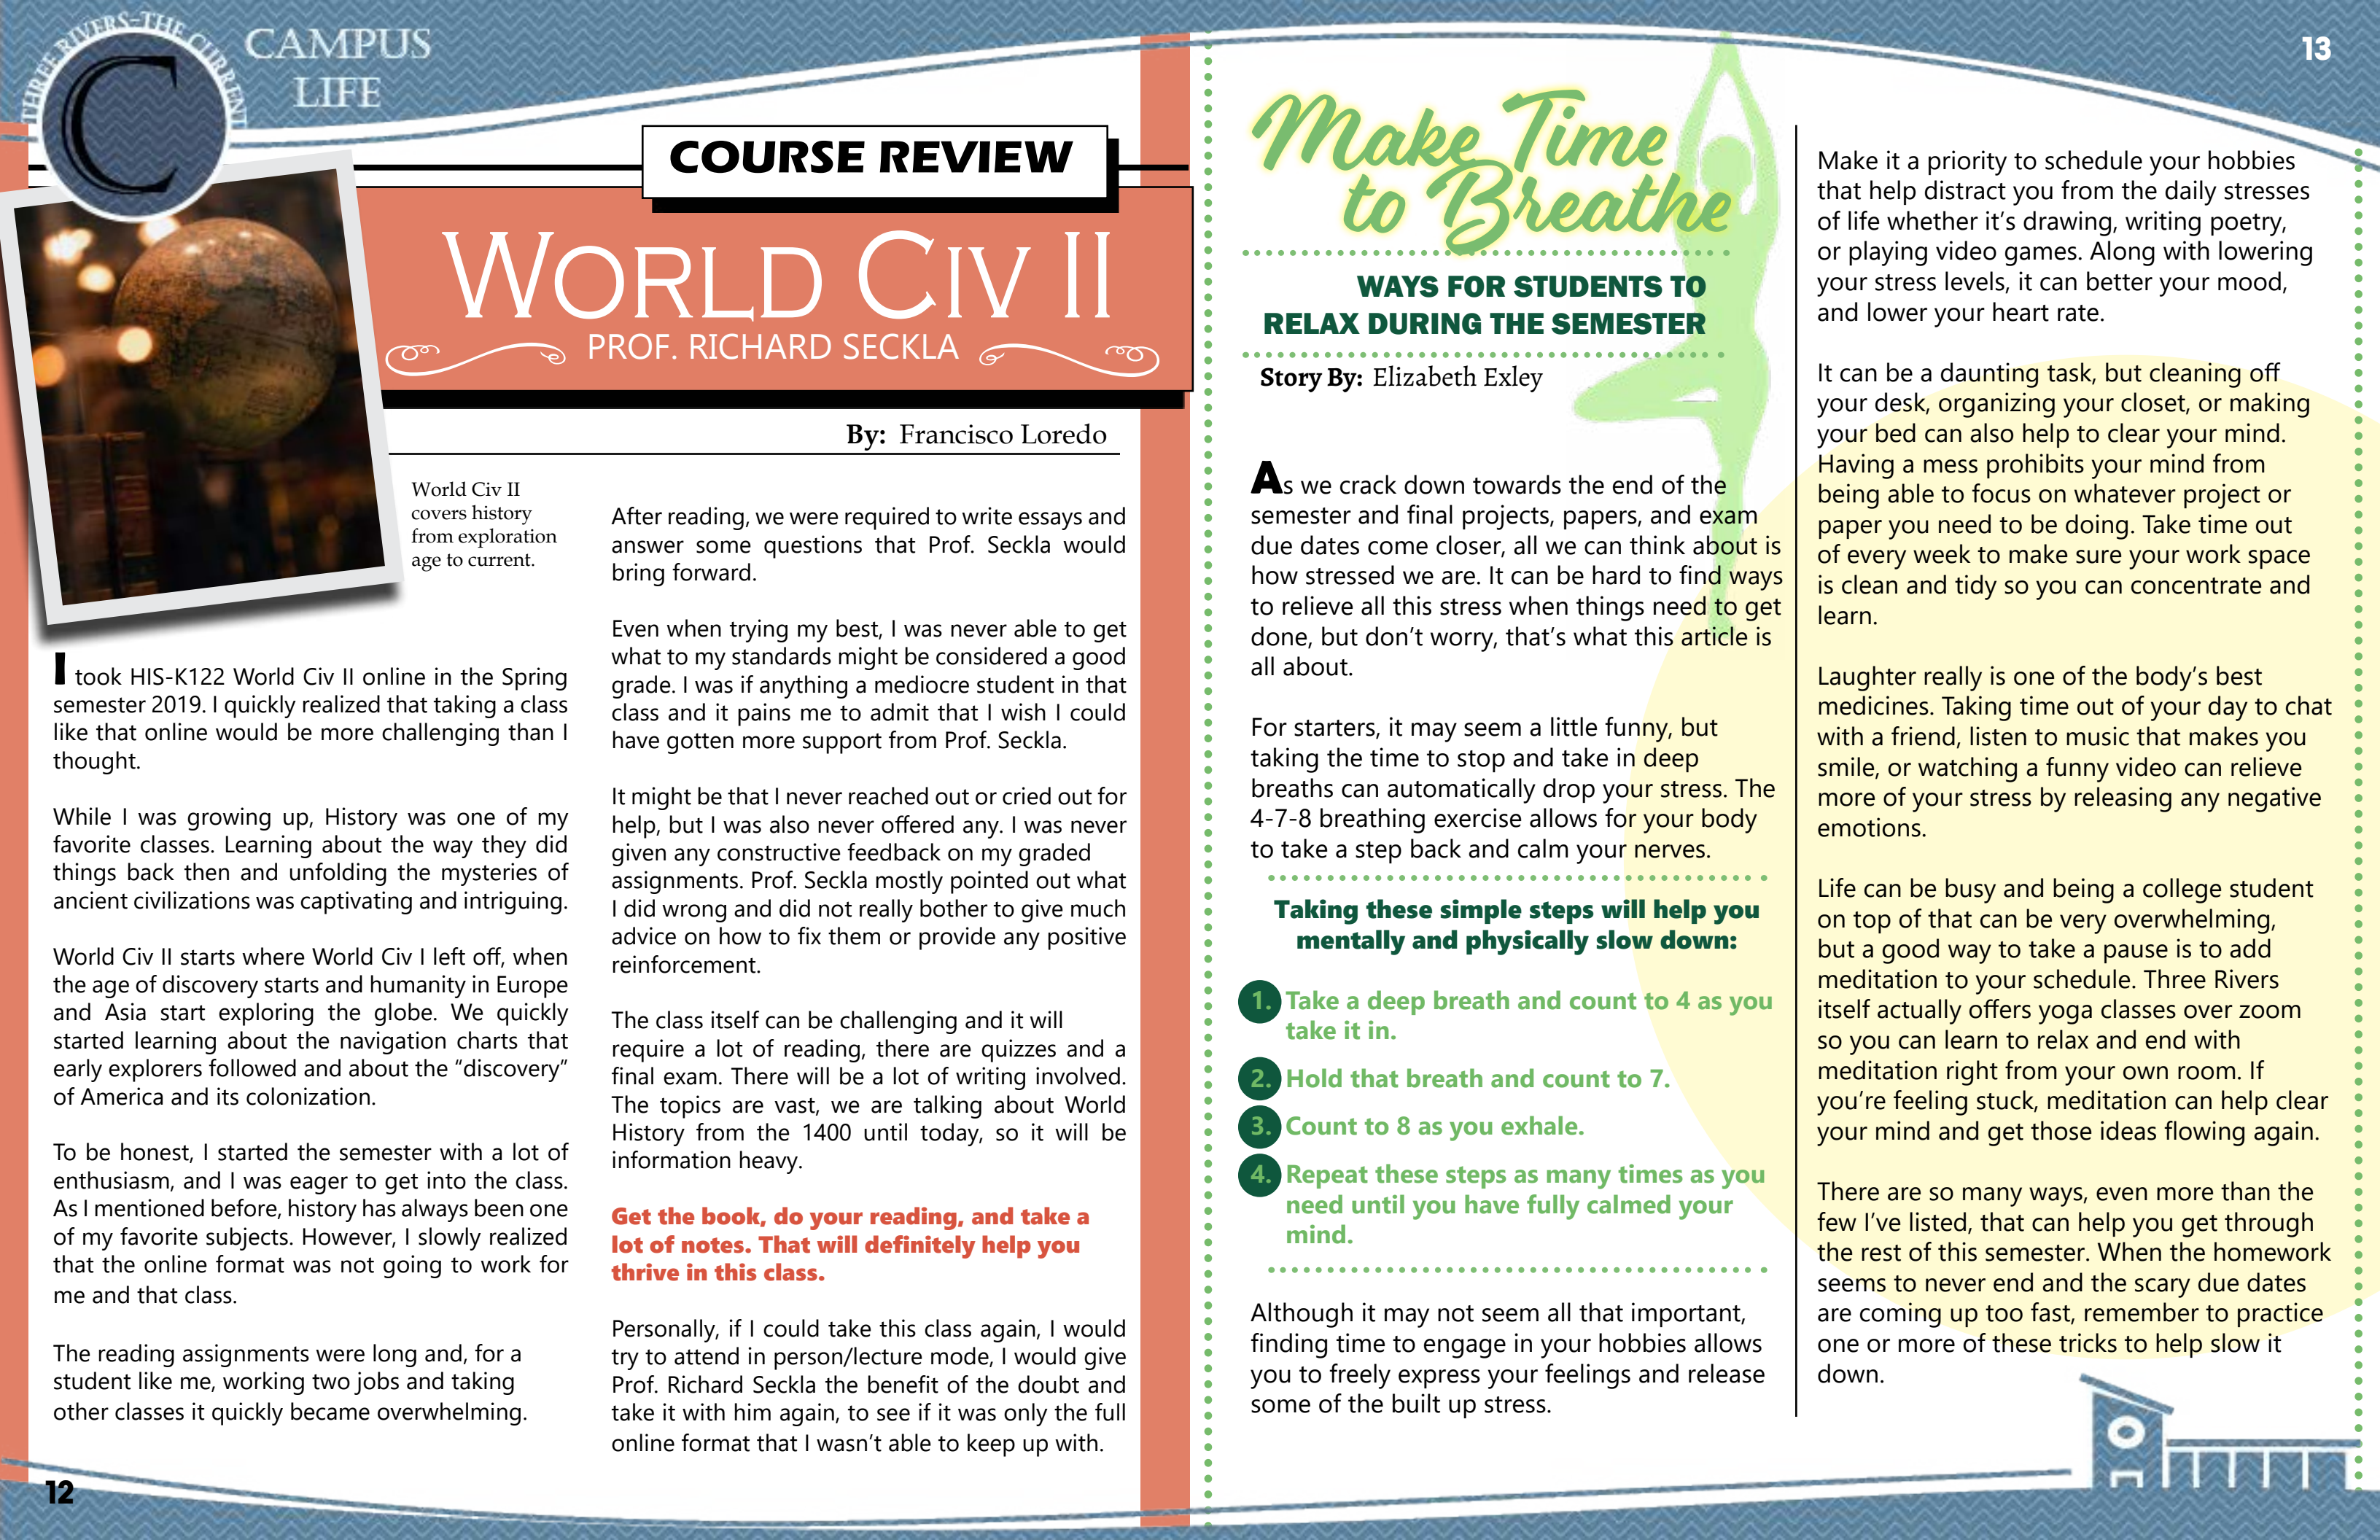 THREE RIVERS-THE CURRENT
C
CAMPUS
LIFE
COURSE REVIEW
WORLD CIV II
PROF. RICHARD SECKLA
By: Francisco Loredo
World Civ II
covers history
from exploration
age to current.
I took HIS-K122 World Civ II online in the Spring
semester 2019. I quickly realized that taking a class
like that online would be more challenging than I
thought.
While I was growing up, History was one of my
favorite classes. Learning about the way they did
things back then and unfolding the mysteries of
ancient civilizations was captivating and intriguing.
World Civ II starts where World Civ I left off, when
the age of discovery starts and humanity in Europe
and Asia start exploring the globe. We quickly
started learning about the navigation charts that
early explorers followed and about the “discovery”
of America and its colonization.
To be honest, I started the semester with a lot of
enthusiasm, and I was eager to get into the class.
As I mentioned before, history has always been one
of my favorite subjects. However, I slowly realized
that the online format was not going to work for
me and that class.
The reading assignments were long and, for a
student like me, working two jobs and taking
other classes it quickly became overwhelming.
After reading, we were required to write essays and
answer some questions that Prof. Seckla would
bring forward.
Even when trying my best, I was never able to get
what to my standards might be considered a good
grade. I was if anything a mediocre student in that
class and it pains me to admit that I wish I could
have gotten more support from Prof. Seckla.
It might be that I never reached out or cried out for
help, but I was also never offered any. I was never
given any constructive feedback on my graded
assignments. Prof. Seckla mostly pointed out what
I did wrong and did not really bother to give much
advice on how to fix them or provide any positive
reinforcement.
The class itself can be challenging and it will
require a lot of reading, there are quizzes and a
final exam. There will be a lot of writing involved.
The topics are vast, we are talking about World
History from the 1400 until today, so it will be
information heavy.
Get the book, do your reading, and take a
lot of notes. That will definitely help you
thrive in this class.
Personally, if I could take this class again, I would
try to attend in person/lecture mode, I would give
Prof. Richard Seckla the benefit of the doubt and
take it with him again, to see if it was only the full
online format that I wasn’t able to keep up with.
12
13
Make Time
to Breathe
WAYS FOR STUDENTS TO
RELAX DURING THE SEMESTER
Story By: Elizabeth Exley
As we crack down towards the end of the
semester and final projects, papers, and exam
due dates come closer, all we can think about is
how stressed we are. It can be hard to find ways
to relieve all this stress when things need to get
done, but don’t worry, that’s what this article is
all about.
For starters, it may seem a little funny, but
taking the time to stop and take in deep
breaths can automatically drop your stress. The
4-7-8 breathing exercise allows for your body
to take a step back and calm your nerves.
Taking these simple steps will help you
mentally and physically slow down:
1. Take a deep breath and count to 4 as you
take it in.
2. Hold that breath and count to 7.
3. Count to 8 as you exhale.
4. Repeat these steps as many times as you
need until you have fully calmed your
mind.
Although it may not seem all that important,
finding time to engage in your hobbies allows
you to freely express your feelings and release
some of the built up stress.
Make it a priority to schedule your hobbies
that help distract you from the daily stresses
of life whether it’s drawing, writing poetry,
or playing video games. Along with lowering
your stress levels, it can better your mood,
and lower your heart rate.
It can be a daunting task, but cleaning off
your desk, organizing your closet, or making
your bed can also help to clear your mind.
Having a mess prohibits your mind from
being able to focus on whatever project or
paper you need to be doing. Take time out
of every week to make sure your work space
is clean and tidy so you can concentrate and
learn.
Laughter really is one of the body’s best
medicines. Taking time out of your day to chat
with a friend, listen to music that makes you
smile, or watching a funny video can relieve
more of your stress by releasing any negative
emotions.
Life can be busy and being a college student
on top of that can be very overwhelming,
but a good way to take a pause is to add
meditation to your schedule. Three Rivers
itself actually offers yoga classes over zoom
so you can learn to relax and end with
meditation right from your own room. If
you’re feeling stuck, meditation can help clear
your mind and get those ideas flowing again.
There are so many ways, even more than the
few I’ve listed, that can help you get through
the rest of this semester. When the homework
seems to never end and the scary due dates
are coming up too fast, remember to practice
one or more of these tricks to help slow it
down.